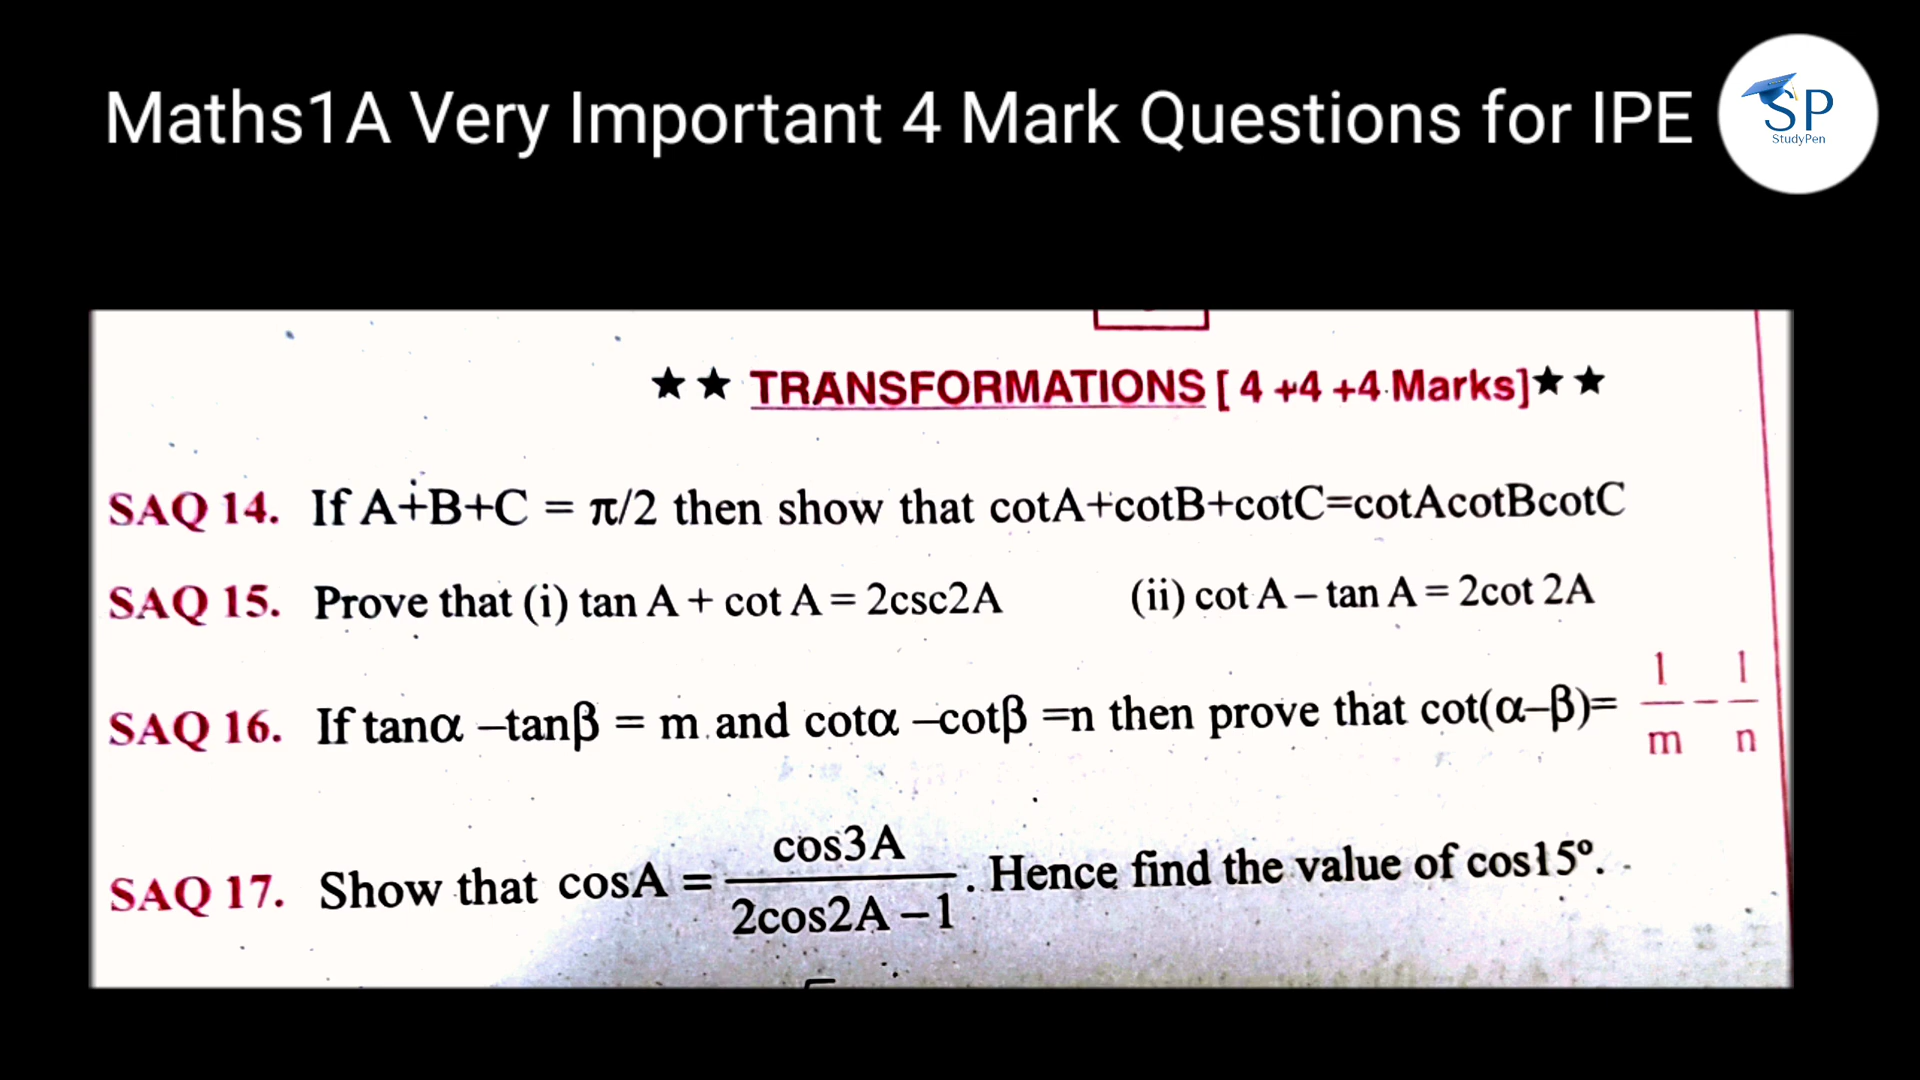 Maths1A Very Important 4 Mark Questions for IPE
SP
StudyPen
★★ TRANSFORMATIONS [ 4 +4 +4 Marks]★★
SAQ 14. If A+B+C = π/2 then show that cotA+cotB+cotC=cotAcotBcotC
SAQ 15. Prove that (i) tan A + cot A = 2csc2A (ii) cot A – tan A = 2cot 2A
SAQ 16. If tanα –tanβ = m and cotα –cotβ =n then prove that cot(α–β)= 1/m - 1/n
SAQ 17. Show that cosA = cos3A/2cos2A – 1 . Hence find the value of cos15º.